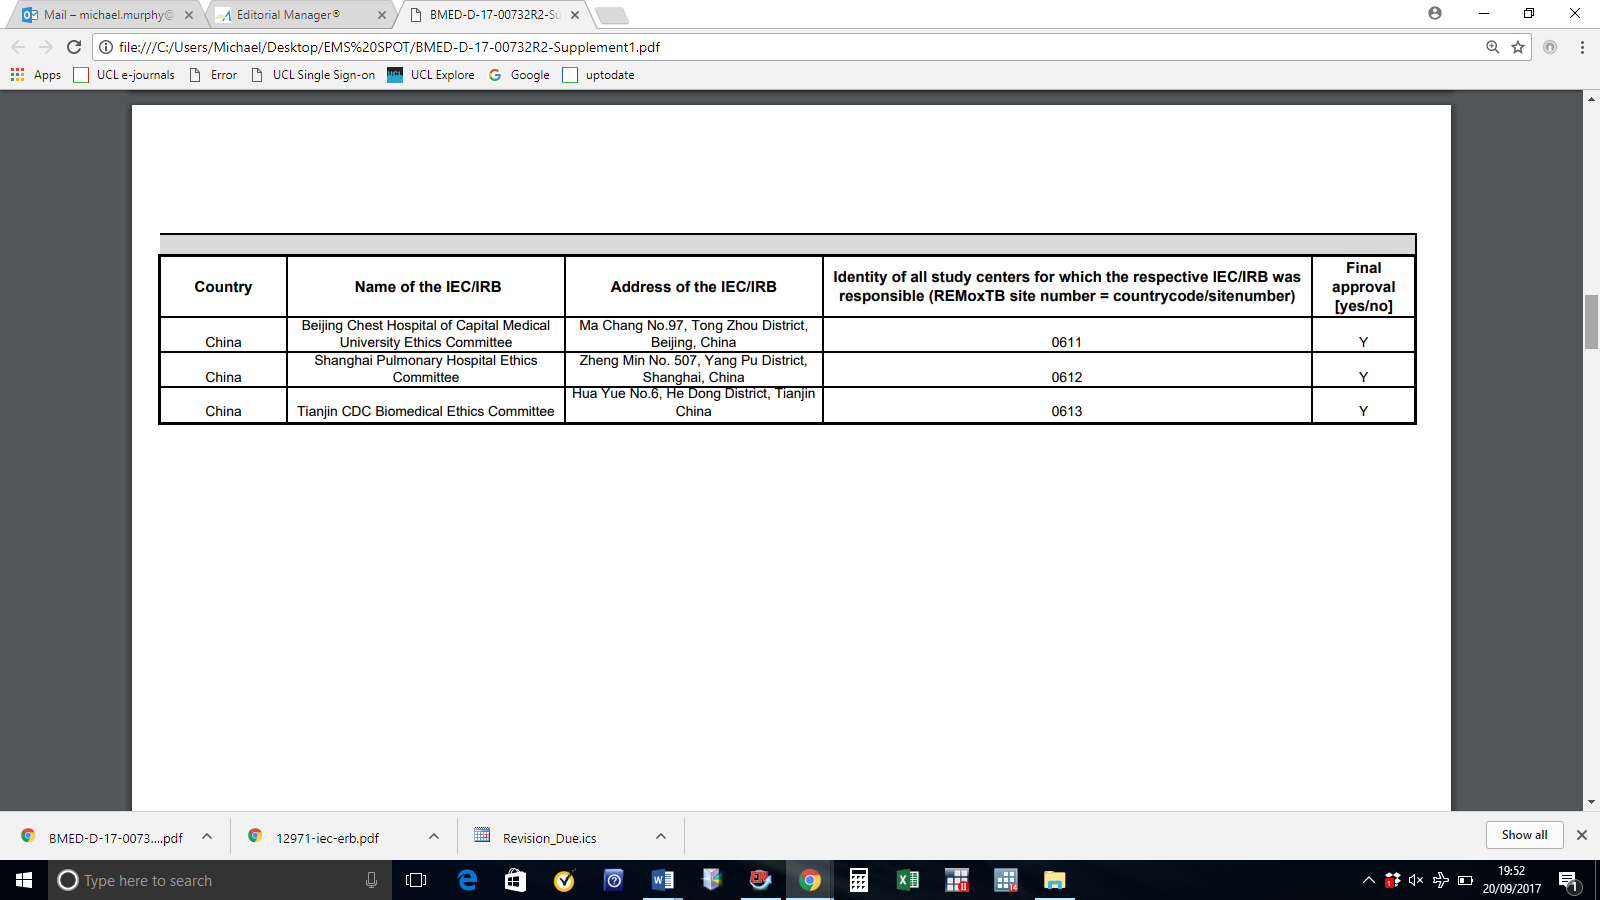 Mail – michael.murphy@
Editorial Manager®
BMED-D-17-00732R2-Su
file:///C:/Users/Michael/Desktop/EMS%20SPOT/BMED-D-17-00732R2-Supplement1.pdf
Apps
UCL e-journals
Error
UCL Single Sign-on
UCL Explore
Google
uptodate
Country
Name of the IEC/IRB
Address of the IEC/IRB
Identity of all study centers for which the respective IEC/IRB was
responsible (REMoxTB site number = countrycode/sitenumber)
Final
approval
[yes/no]
China
Beijing Chest Hospital of Capital Medical
University Ethics Committee
Ma Chang No.97, Tong Zhou District,
Beijing, China
0611
Y
China
Shanghai Pulmonary Hospital Ethics
Committee
Zheng Min No. 507, Yang Pu District,
Shanghai, China
0612
Y
China
Tianjin CDC Biomedical Ethics Committee
Hua Yue No.6, He Dong District, Tianjin
China
0613
Y
BMED-D-17-0073....pdf
12971-iec-erb.pdf
Revision_Due.ics
Show all
Type here to search
19:52
20/09/2017
1